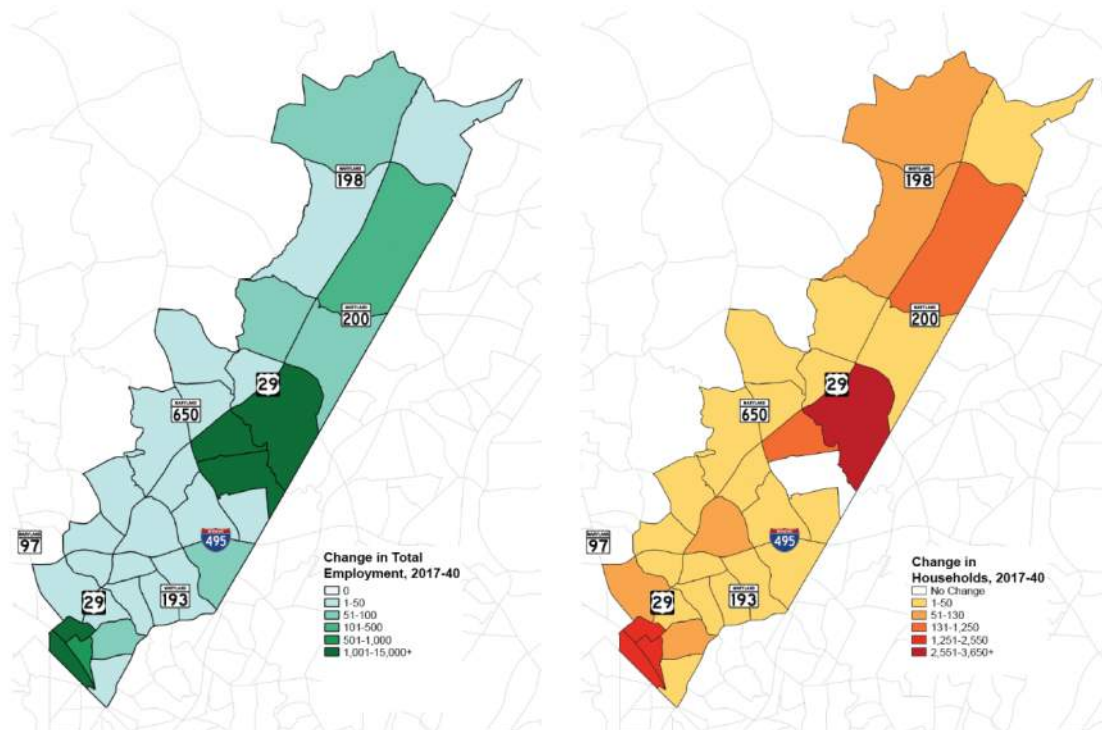 MARYLAND
198
MARYLAND
200
29
MARYLAND
650
MARYLAND
97
INTERSTATE
495
29
MARYLAND
193
Change in Total
Employment, 2017-40
0
1-50
51-100
101-500
501-1,000
1,001-15,000+
MARYLAND
198
MARYLAND
200
29
MARYLAND
650
MARYLAND
97
INTERSTATE
495
29
MARYLAND
193
Change in
Households, 2017-40
No Change
1-50
51-130
131-1,250
1,251-2,550
2,551-3,650+